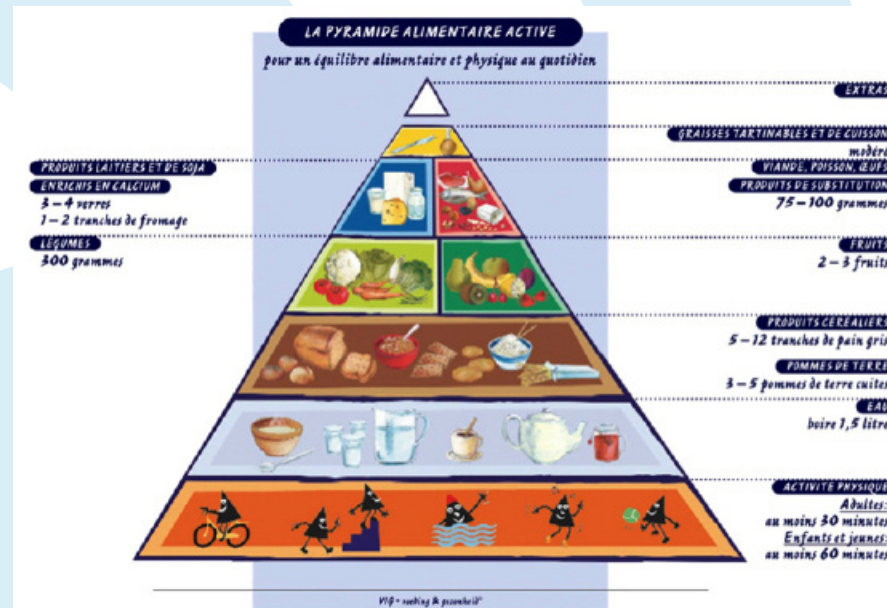 LA PYRAMIDE ALIMENTAIRE ACTIVE
pour un équilibre alimentaire et physique au quotidien
EXTRAS
GRAISSES TARTINABLES ET DE CUISSON
modéré
PRODUITS LAITIERS ET DE SOJA
ENRICHIS EN CALCIUM
3 – 4 verres
1 – 2 tranches de fromage
VIANDE, POISSON, ŒUFS
PRODUITS DE SUBSTITUTION
75 – 100 grammes
LÉGUMES
300 grammes
FRUITS
2 – 3 fruits
PRODUITS CÉRÉALIERS
5 – 12 tranches de pain gris
POMMES DE TERRE
3 – 5 pommes de terre cuites
EAU
boire 1,5 litre
ACTIVITÉ PHYSIQUE
Adultes:
au moins 30 minutes
Enfants et jeunes:
au moins 60 minutes
VIG